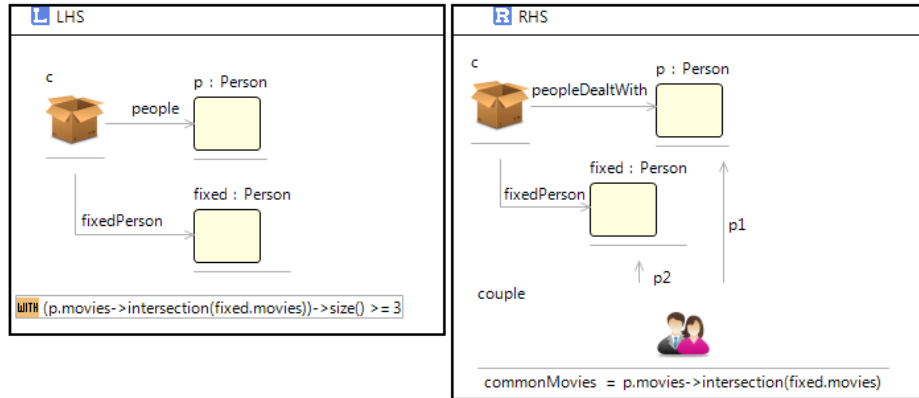 L LHS
c
p : Person
people
fixed : Person
fixedPerson
WITH (p.movies->intersection(fixed.movies))->size() >= 3
R RHS
c
p : Person
peopleDealtWith
fixed : Person
fixedPerson
p1
p2
couple
commonMovies = p.movies->intersection(fixed.movies)